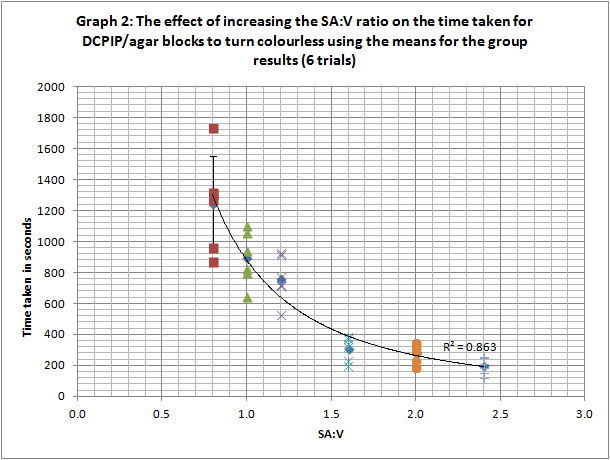 Graph 2: The effect of increasing the SA:V ratio on the time taken for
DCPIP/agar blocks to turn colourless using the means for the group
results (6 trials)
2000
1800
1600
1400
1200
1000
800
600
400
200
0
Time taken in seconds
R² = 0.863
0.0 0.5 1.0 1.5 2.0 2.5 3.0
SA:V